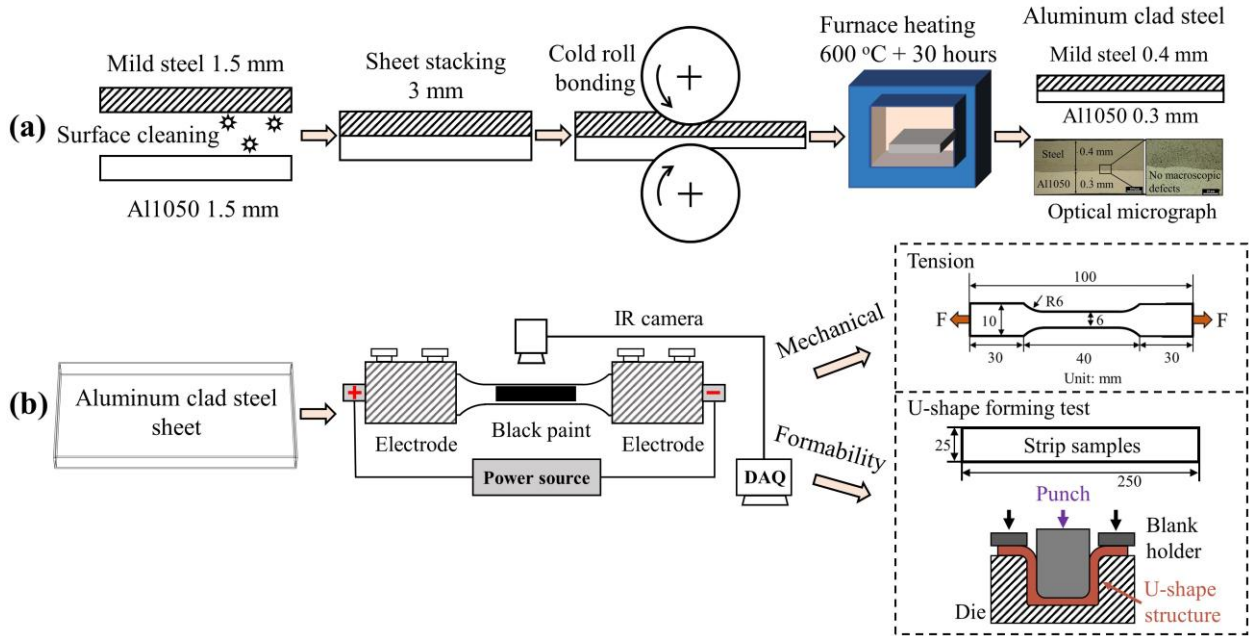 (a)
Mild steel 1.5 mm
Surface cleaning
Al1050 1.5 mm
Sheet stacking
3 mm
Cold roll
bonding
Furnace heating
600 °C + 30 hours
Aluminum clad steel
Mild steel 0.4 mm
Al1050 0.3 mm
Steel
0.4 mm
Al1050
0.3 mm
No macroscopic
defects
Optical micrograph
(b)
Aluminum clad steel
sheet
IR camera
+
−
Electrode
Black paint
Electrode
Power source
DAQ
Mechanical
Formability
Tension
100
R6
F
10
6
F
30
40
30
Unit: mm
U-shape forming test
25
Strip samples
250
Punch
Blank
holder
U-shape
structure
Die